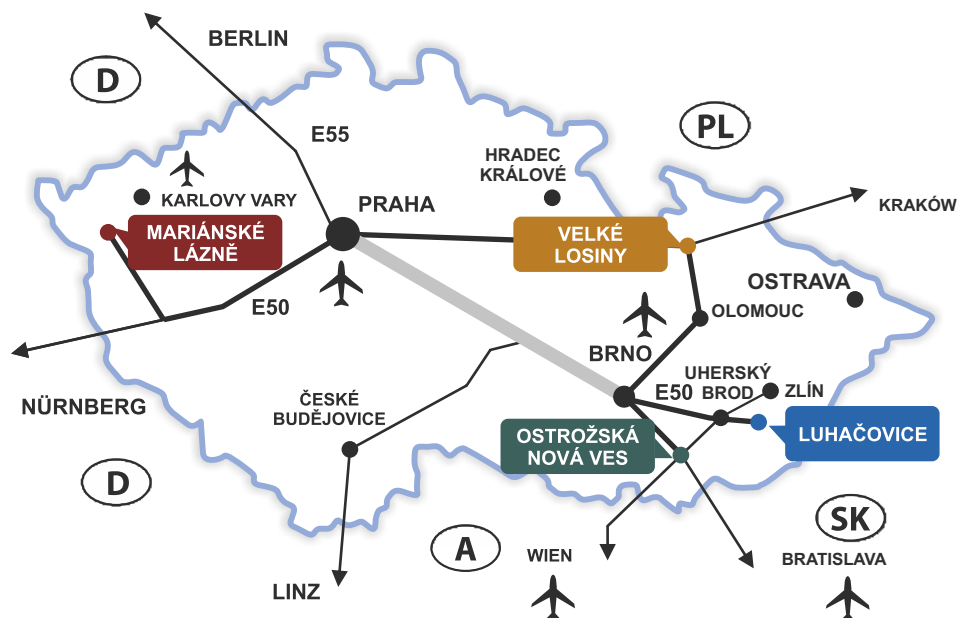 BERLIN
D
E55
PL
HRADEC
KRÁLOVÉ
KARLOVY VARY
PRAHA
KRAKÓW
MARIÁNSKÉ
LÁZNĚ
VELKÉ
LOSINY
OSTRAVA
E50
OLOMOUC
BRNO
UHERSKÝ
BROD
E50
ZLÍN
NÜRNBERG
ČESKÉ
BUDĚJOVICE
OSTROŽSKÁ
NOVÁ VES
LUHAČOVICE
D
A
SK
WIEN
BRATISLAVA
LINZ